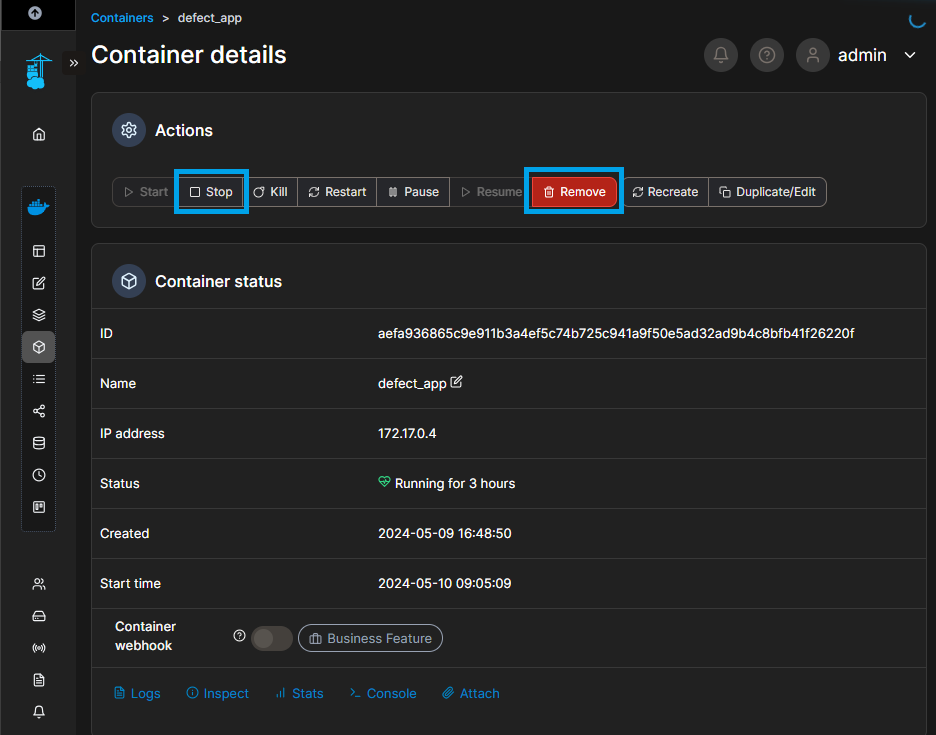 Containers > defect_app
Container details
admin
Actions
Start Stop Kill Restart Pause Resume Remove Recreate Duplicate/Edit
Container status
ID aefa936865c9e911b3a4ef5c74b725c941a9f50e5ad32ad9b4c8bfb41f26220f
Name defect_app
IP address 172.17.0.4
Status Running for 3 hours
Created 2024-05-09 16:48:50
Start time 2024-05-10 09:05:09
Container
webhook
Business Feature
Logs Inspect Stats Console Attach